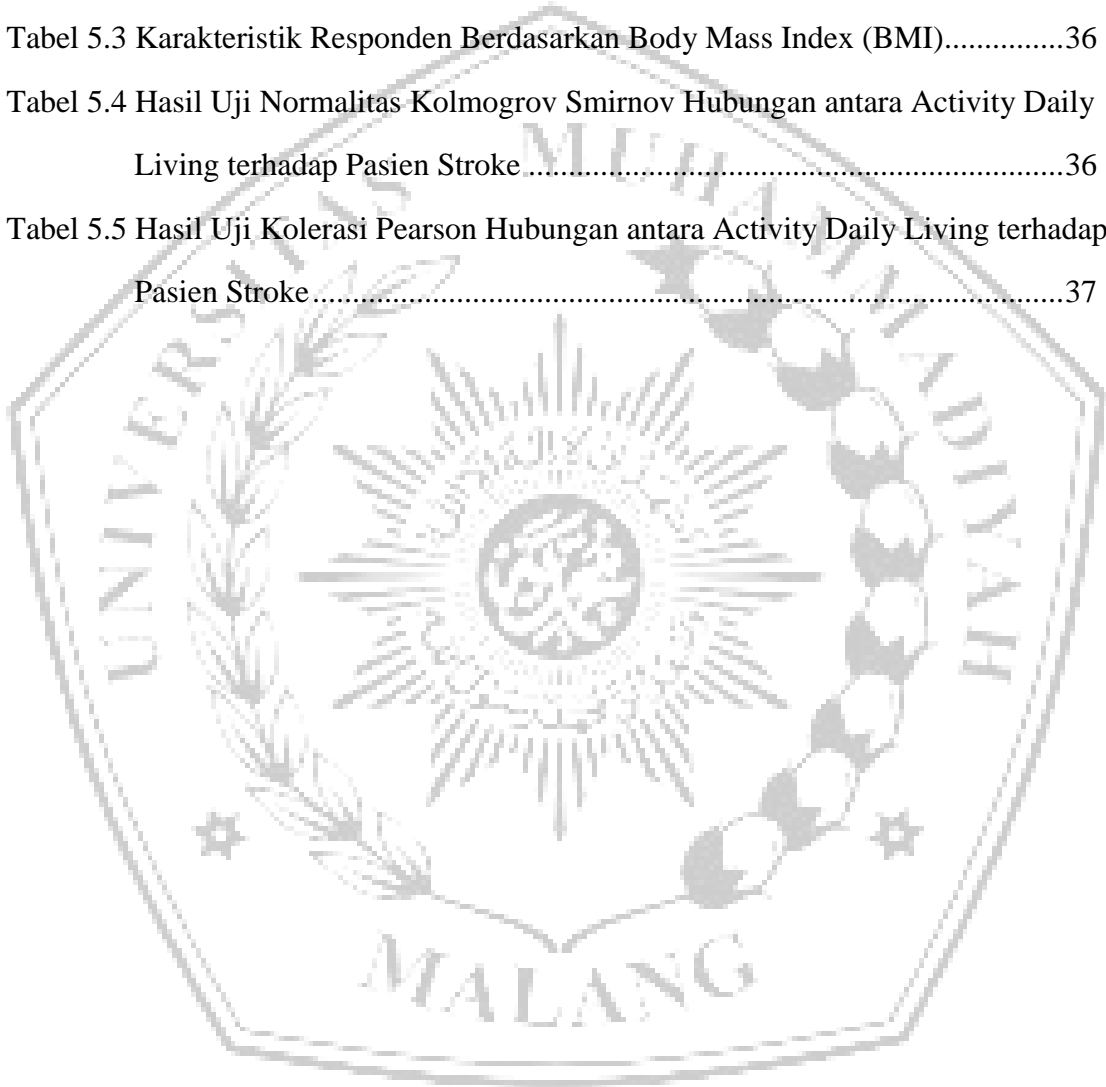 Tabel 5.3 Karakteristik Responden Berdasarkan Body Mass Index (BMI)...............36
Tabel 5.4 Hasil Uji Normalitas Kolmogrov Smirnov Hubungan antara Activity Daily
Living terhadap Pasien Stroke..........................................................................36
Tabel 5.5 Hasil Uji Kolerasi Pearson Hubungan antara Activity Daily Living terhadap
Pasien Stroke....................................................................................................37
UNIVERSITAS MUHAMMADIYAH
MALANG